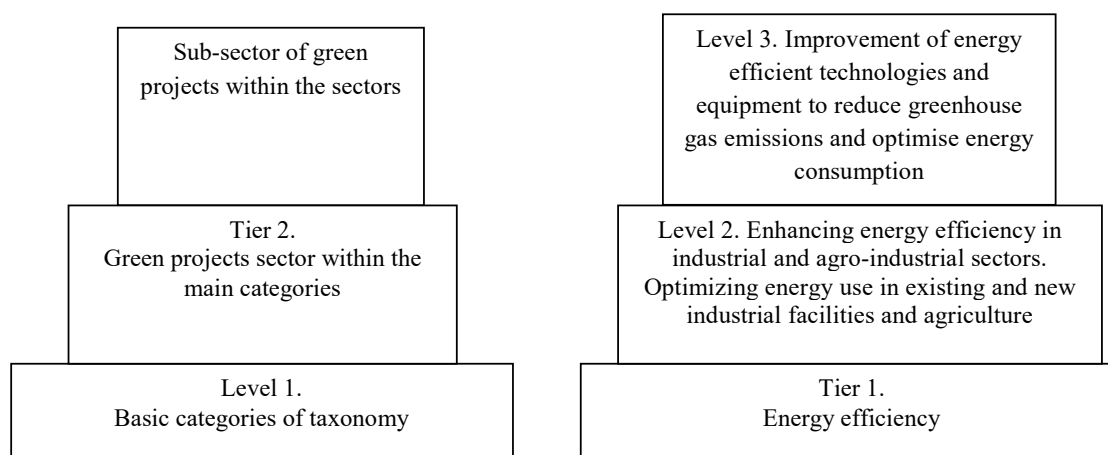 Sub-sector of green
projects within the sectors
Tier 2.
Green projects sector within the
main categories
Level 1.
Basic categories of taxonomy
Level 3. Improvement of energy
efficient technologies and
equipment to reduce greenhouse
gas emissions and optimise energy
consumption
Level 2. Enhancing energy efficiency in
industrial and agro-industrial sectors.
Optimizing energy use in existing and new
industrial facilities and agriculture
Tier 1.
Energy efficiency